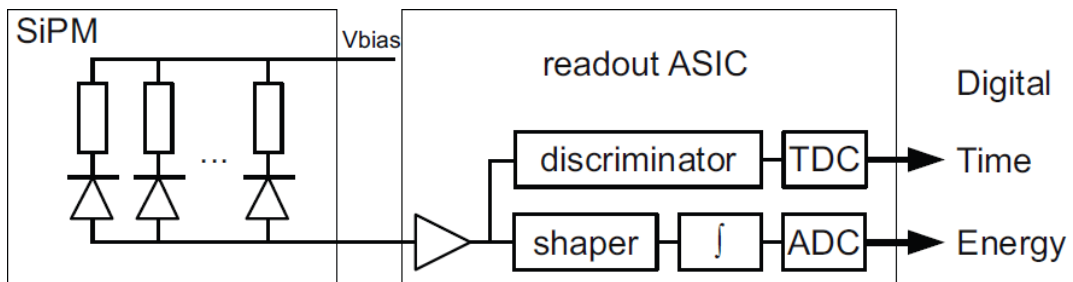 SiPM
Vbias
readout ASIC
Digital
...
discriminator
TDC
Time
shaper
∫
ADC
Energy